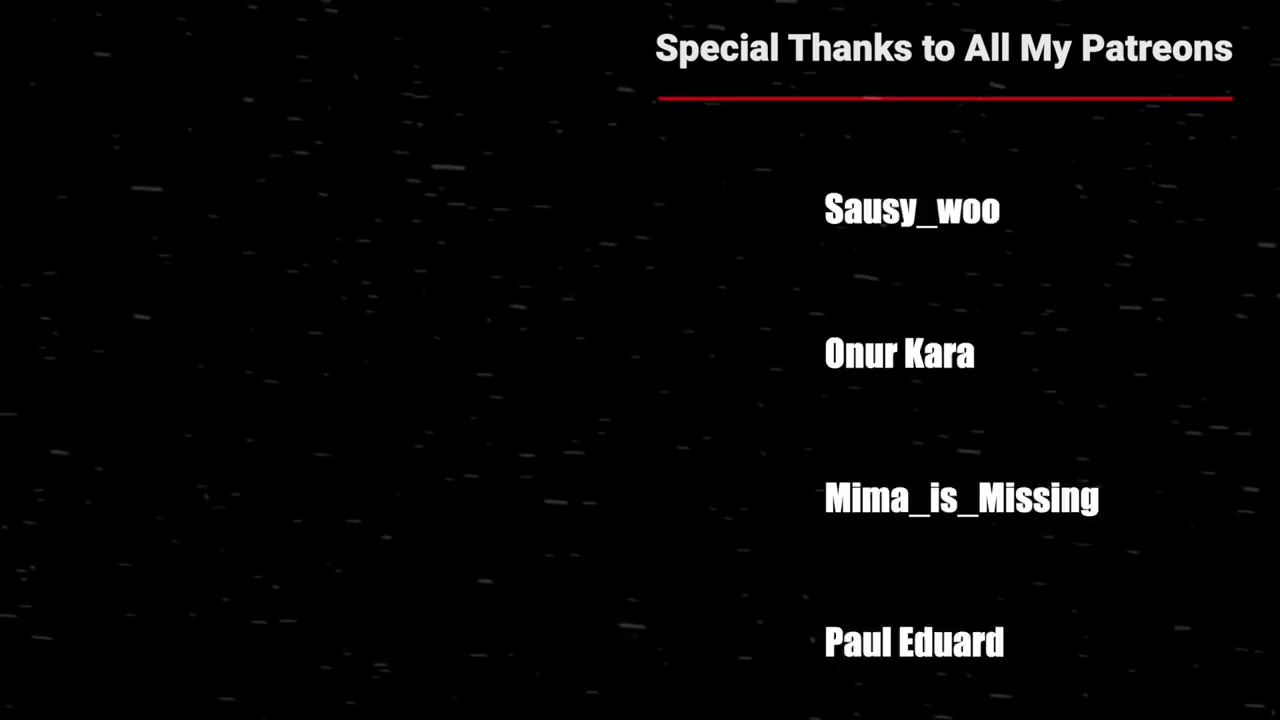 Special Thanks to All My Patreons
Sausy_woo
Onur Kara
Mima_is_Missing
Paul Eduard